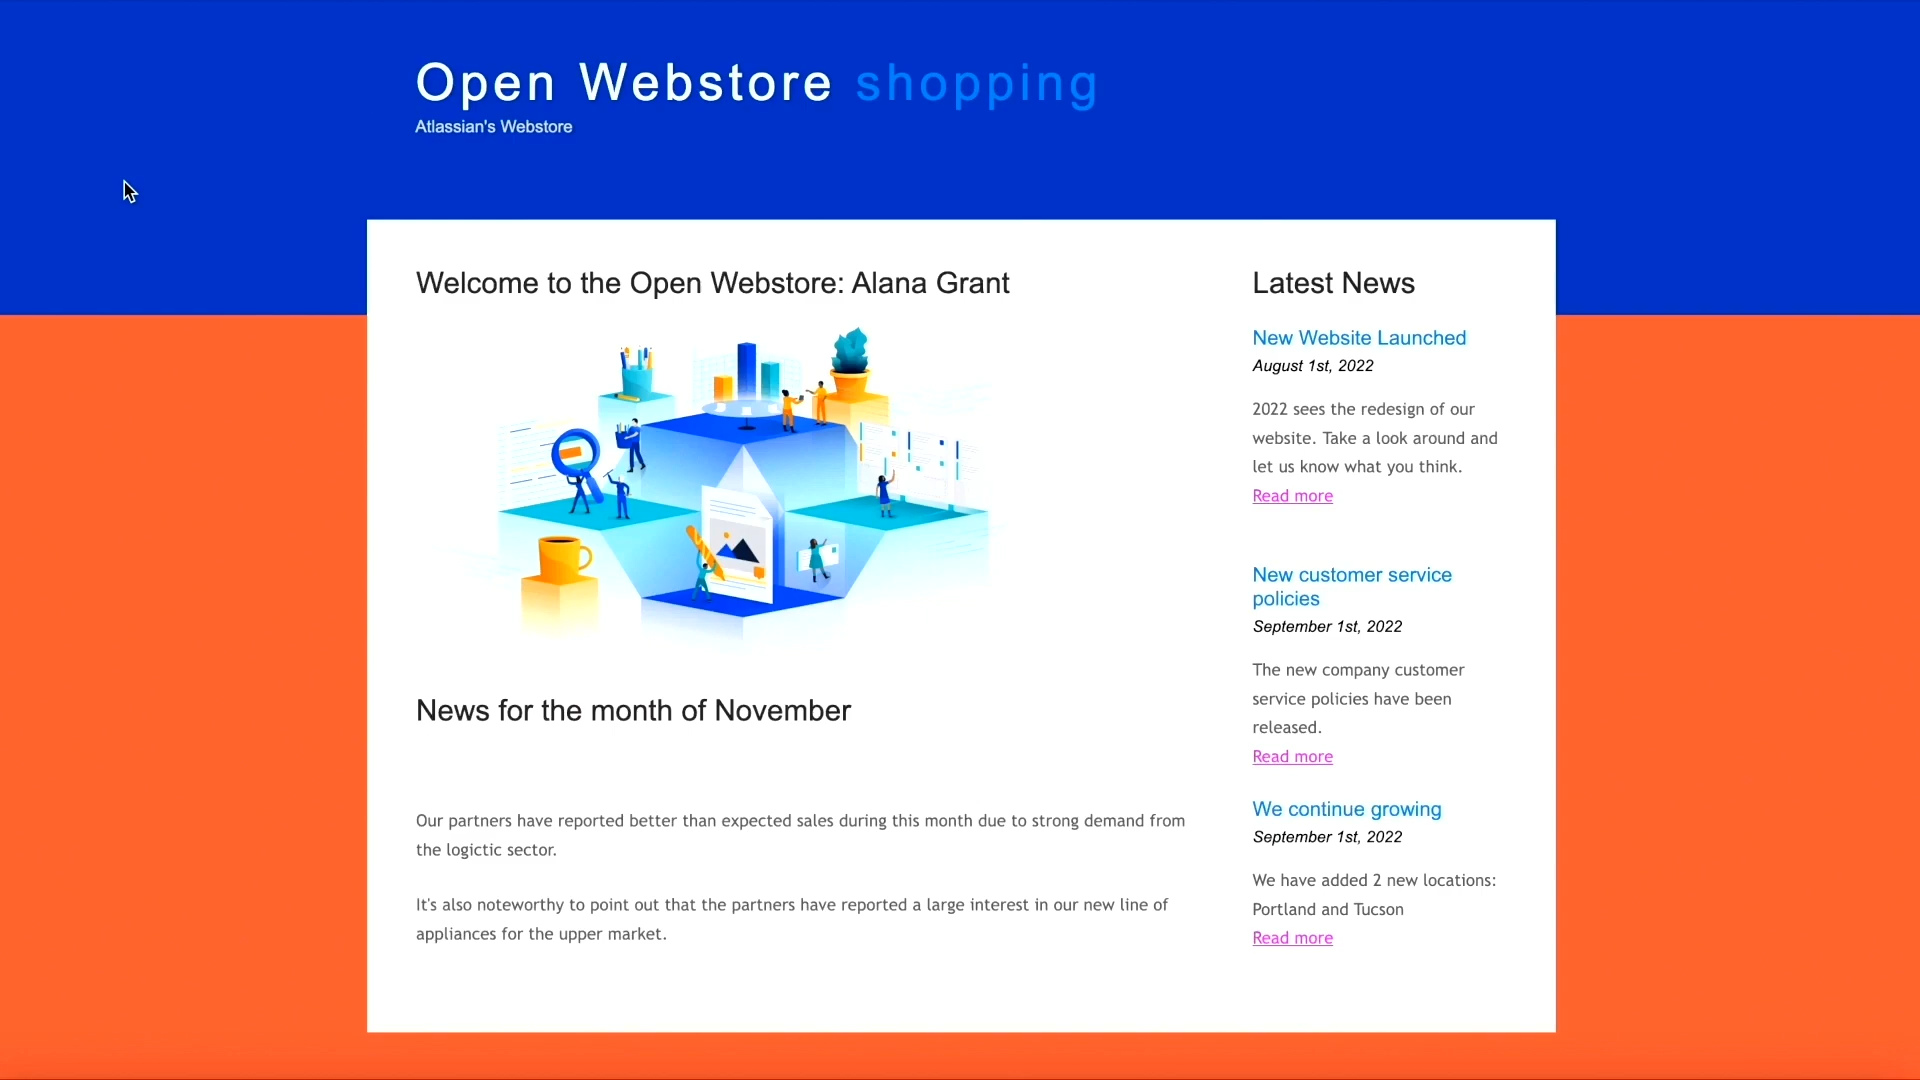 Open Webstore shopping
Atlassian's Webstore
Welcome to the Open Webstore: Alana Grant
News for the month of November
Our partners have reported better than expected sales during this month due to strong demand from
the logictic sector.
It's also noteworthy to point out that the partners have reported a large interest in our new line of
appliances for the upper market.
Latest News
New Website Launched
August 1st, 2022
2022 sees the redesign of our
website. Take a look around and
let us know what you think.
Read more
New customer service
policies
September 1st, 2022
The new company customer
service policies have been
released.
Read more
We continue growing
September 1st, 2022
We have added 2 new locations:
Portland and Tucson
Read more